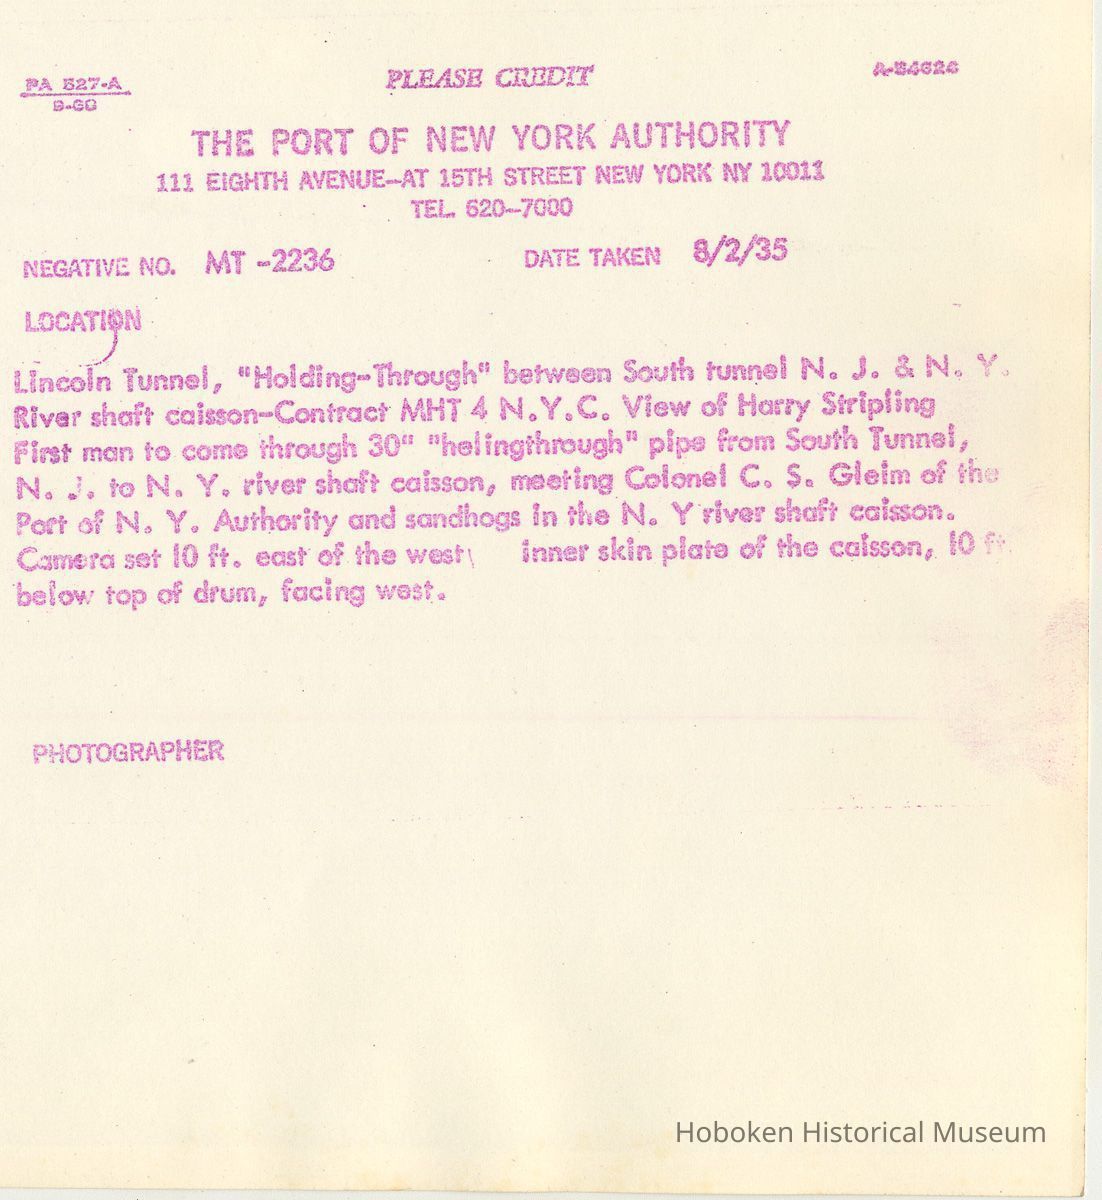 PLEASE CREDIT
PA 527-A
9-60
A-54624
THE PORT OF NEW YORK AUTHORITY
111 EIGHTH AVENUE-AT 15TH STREET NEW YORK NY 10011
TEL. 620-7000
NEGATIVE NO. MT-2236 DATE TAKEN 8/2/35
LOCATION
Lincoln Tunnel, "Holding-Through" between South tunnel N. J. & N. Y.
River shaft caisson-Contract MHT 4 N.Y.C. View of Harry Stripling
First man to come through 30" "helingthrough" pipe from South Tunnel,
N. J. to N. Y. river shaft caisson, meeting Colonel C. S. Gleim of the
Port of N. Y. Authority and sandhogs in the N. Y river shaft caisson.
Camera set 10 ft. east of the west inner skin plate of the caisson, 10 ft.
below top of drum, facing west.
PHOTOGRAPHER
Hoboken Historical Museum